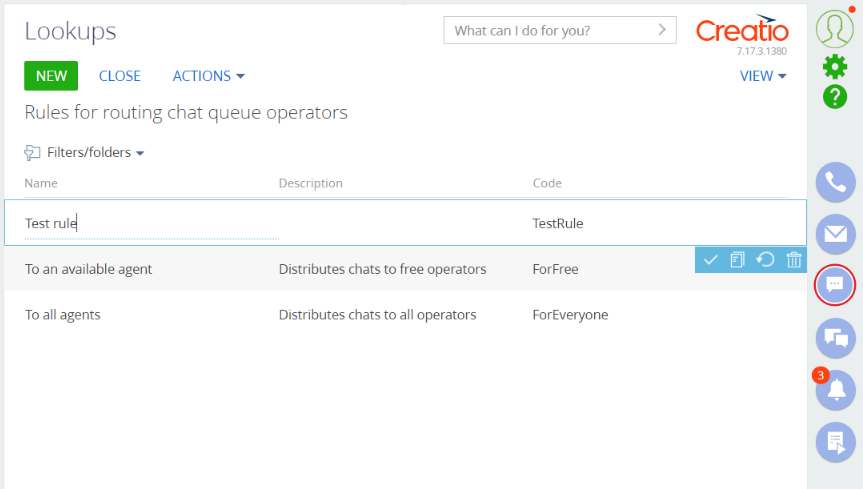 Lookups
What can I do for you?
Creatio
7.17.3.1380
NEW
CLOSE
ACTIONS
VIEW
Rules for routing chat queue operators
Filters/folders
Name Description Code
Test rule TestRule
To an available agent Distributes chats to free operators ForFree
To all agents Distributes chats to all operators ForEveryone
?
3